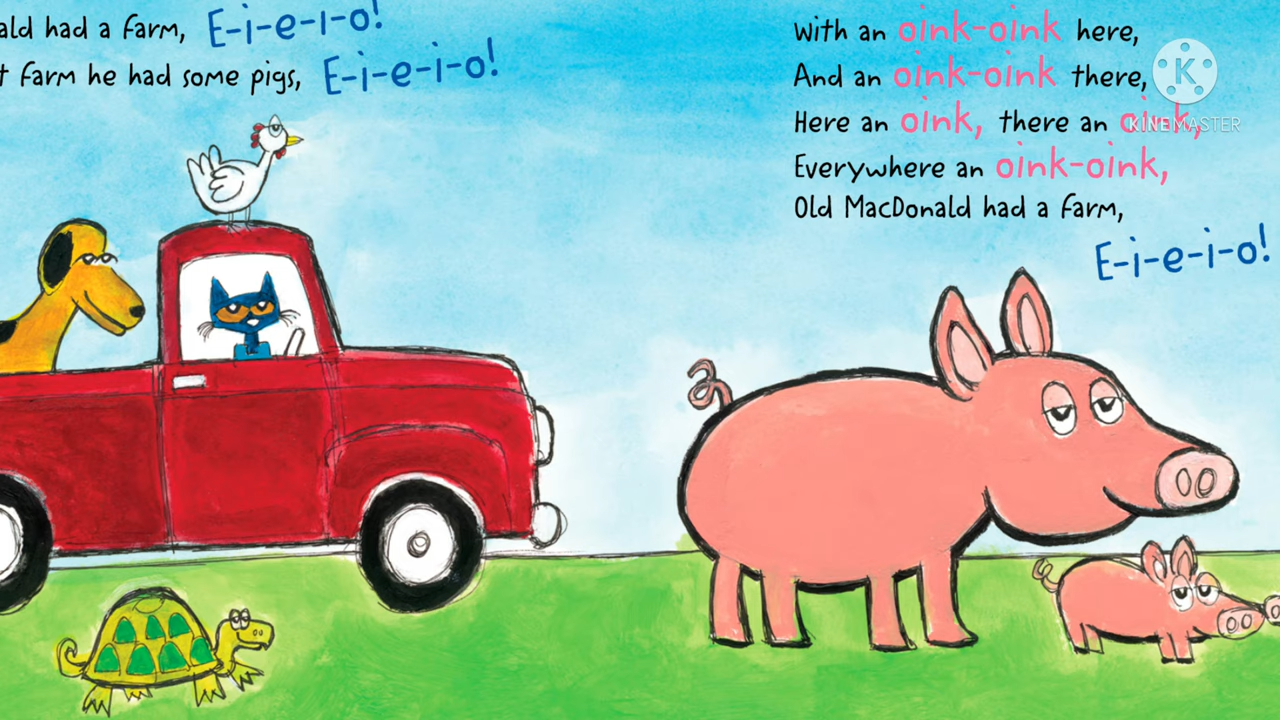 ald had a farm, E-i-e-i-o!
t farm he had some pigs, E-i-e-i-o!
With an oink-oink here,
And an oink-oink there,
Here an oink, there an oink,
Everywhere an oink-oink,
Old MacDonald had a farm,
E-i-e-i-o!
K
KINEMASTER